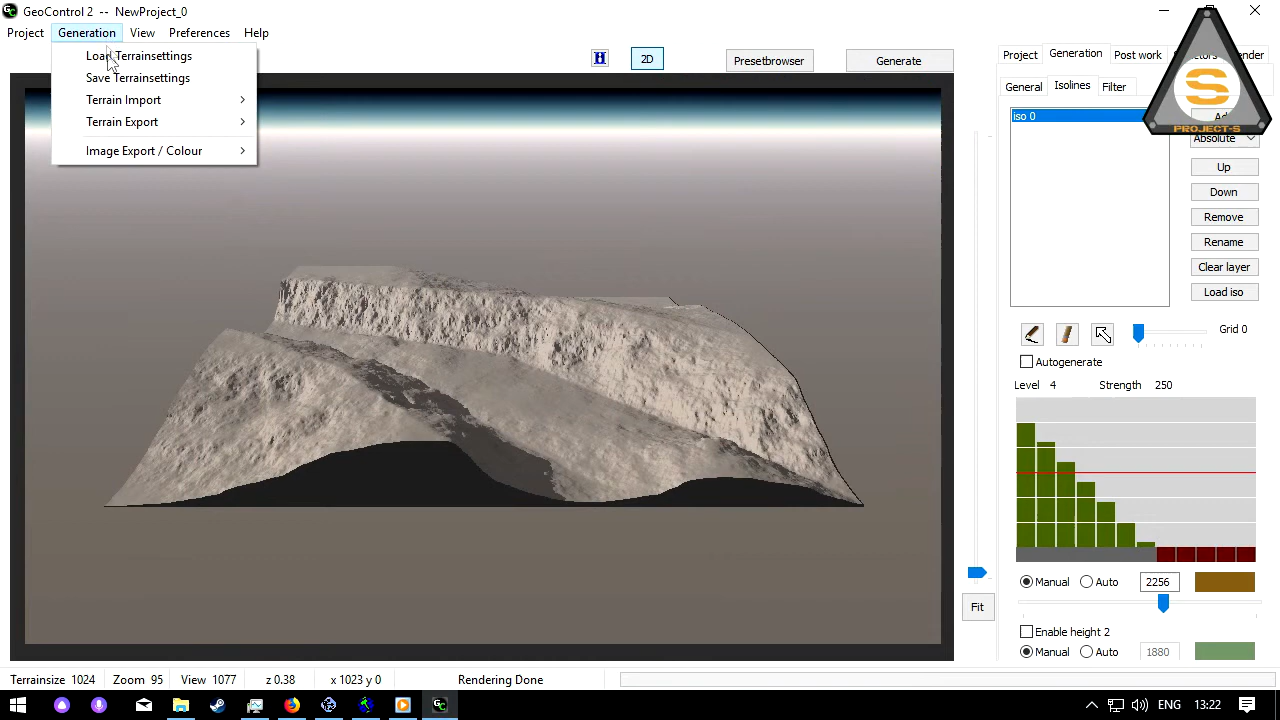 GeoControl 2 -- NewProject_0
Project Generation View Preferences Help
Load Terrainsettings
Save Terrainsettings
Terrain Import
Terrain Export
Image Export / Colour
2D
Presetbrowser
Generate
Project Generation Post work
General Isolines Filter
iso 0
Absolute
Up
Down
Remove
Rename
Clear layer
Load iso
S
PROJECT-S
Grid 0
Autogenerate
Level 4 Strength 250
Manual Auto 2256
Enable height 2
Manual Auto 1880
Fit
Terrainsize 1024 Zoom 95 View 1077 z 0.38 x 1023 y 0 Rendering Done
GC
ENG 13:22